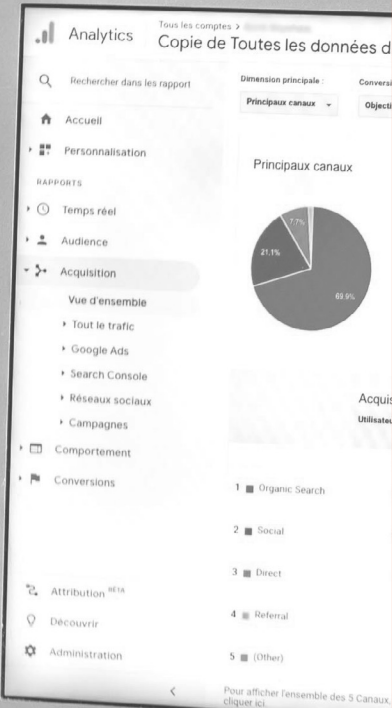 Analytics
Tous les comptes >
Copie de Toutes les données d
Rechercher dans les rapport
Accueil
Personnalisation
RAPPORTS
Temps réel
Audience
Acquisition
Vue d'ensemble
Tout le trafic
Google Ads
Search Console
Réseaux sociaux
Campagnes
Comportement
Conversions
Attribution BÊTA
Découvrir
Administration
Dimension principale :
Conversi
Principaux canaux
Objecti
Principaux canaux
7.7%
21.1%
69.9%
Acquis
Utilisateu
1 Organic Search
2 Social
3 Direct
4 Referral
5 (Other)
Pour afficher l'ensemble des 5 Canaux,
cliquer ici.